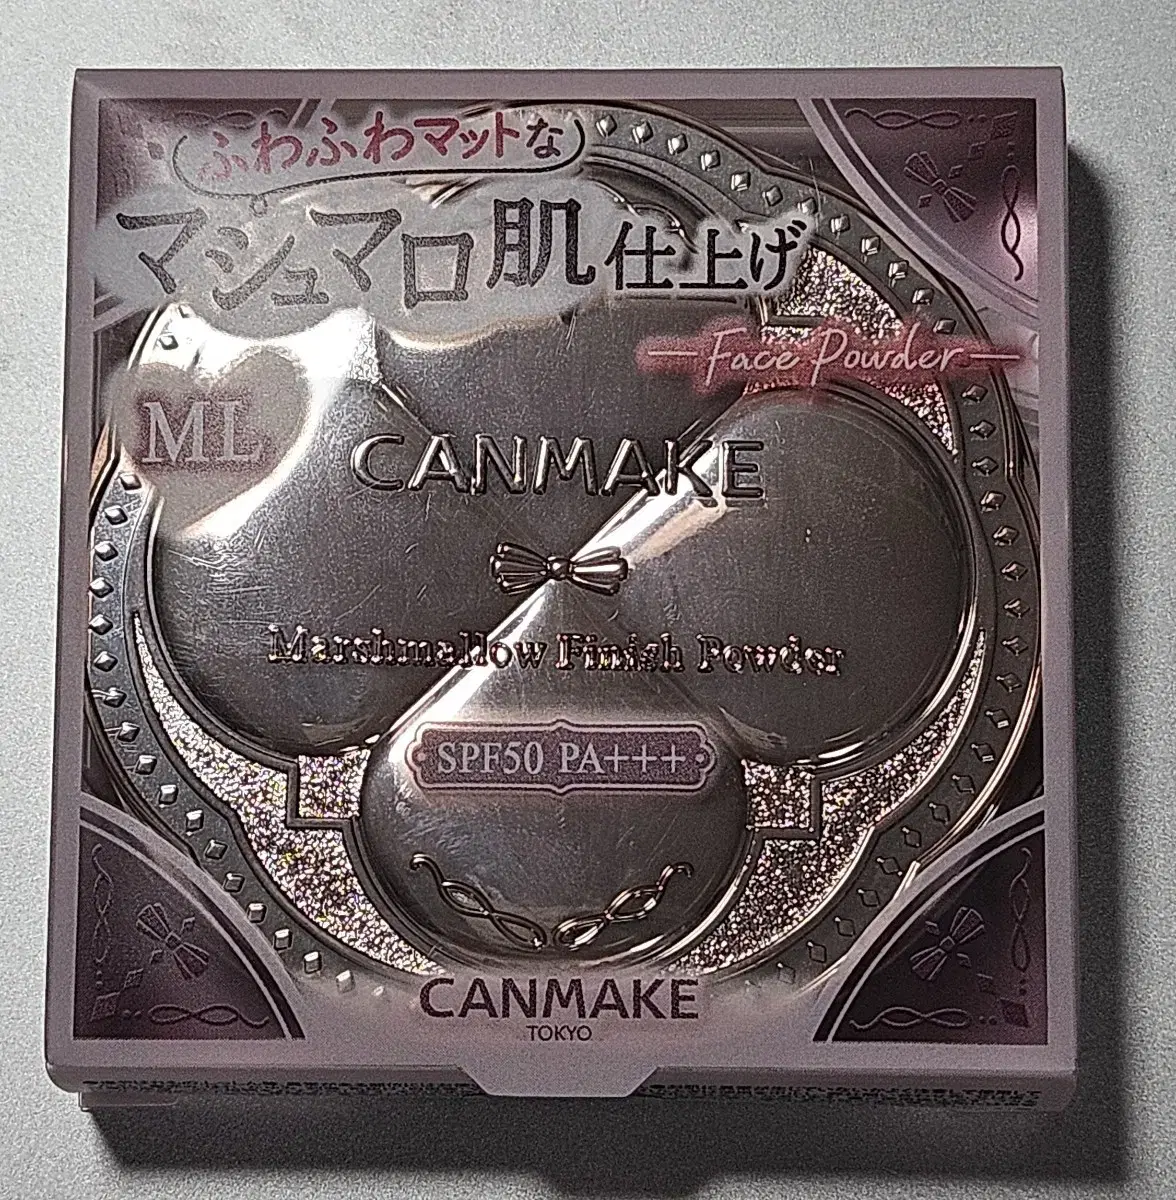 ふわふわマットな
マシュマロ肌仕上げ
Face Powder
ML
CANMAKE
Marshmallow Finish Powder
SPF50 PA+++
CANMAKE
TOKYO